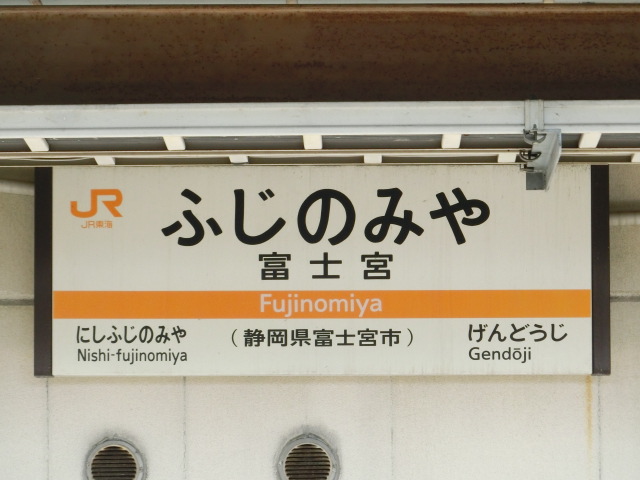 JR
JR東海
ふじのみや
富士宮
Fujinomiya
にしふじのみや
Nishi-fujinomiya
(静岡県富士宮市)
げんどうじ
Gendōji